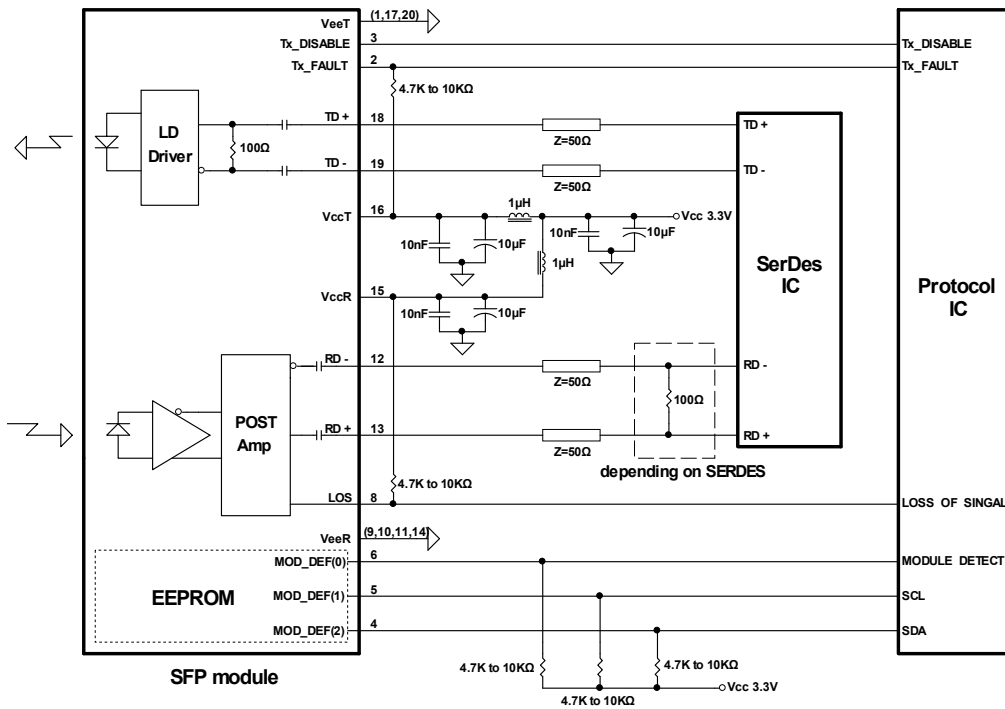 VeeT
(1,17,20)
Tx_DISABLE
3
Tx_DISABLE
Tx_FAULT
2
Tx_FAULT
4.7K to 10KΩ
LD
Driver
100Ω
TD +
18
Z=50Ω
TD +
TD -
19
Z=50Ω
TD -
VccT
16
1µH
Vcc 3.3V
10nF
10µF
10nF
10µF
1µH
SerDes
IC
Protocol
IC
VccR
15
10nF
10µF
RD -
12
Z=50Ω
RD -
POST
Amp
100Ω
RD +
13
Z=50Ω
RD +
depending on SERDES
4.7K to 10KΩ
LOS
8
LOSS OF SINGAL
VeeR
(9,10,11,14)
MOD_DEF(0)
6
MODULE DETECT
EEPROM
MOD_DEF(1)
5
SCL
MOD_DEF(2)
4
SDA
4.7K to 10KΩ
4.7K to 10KΩ
4.7K to 10KΩ
Vcc 3.3V
SFP module